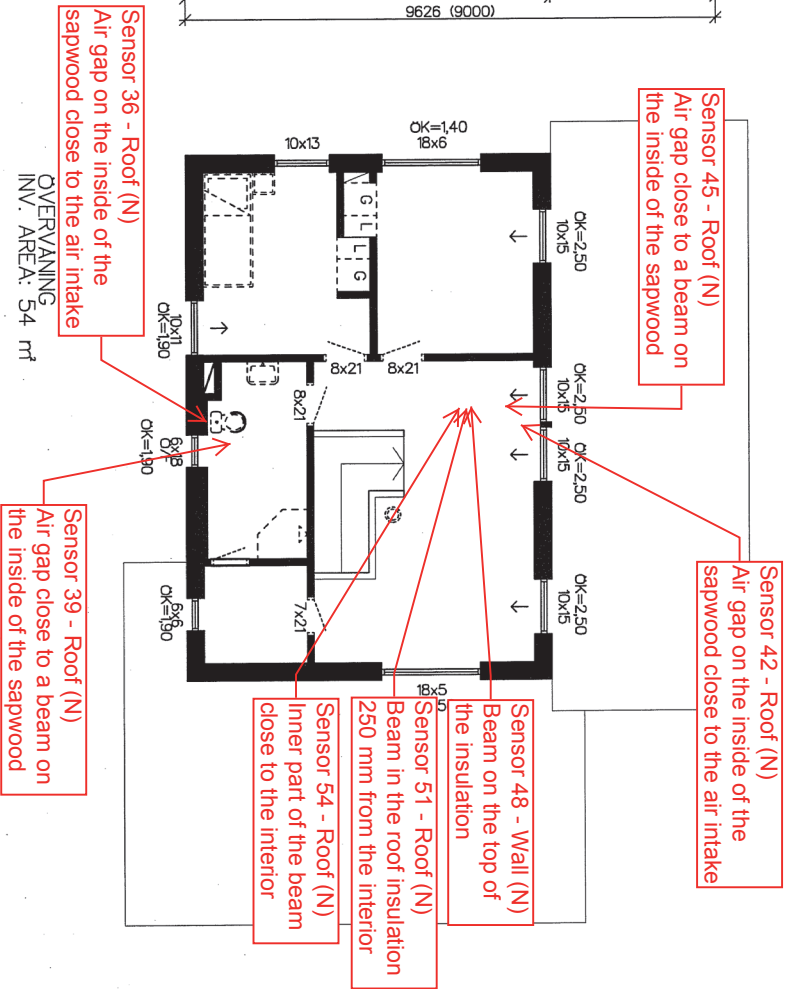 9626 (9000)
Sensor 36 - Roof (N)
Air gap on the inside of the
sapwood close to the air intake
Sensor 45 - Roof (N)
Air gap close to a beam on
the inside of the sapwood
Sensor 42 - Roof (N)
Air gap on the inside of the
sapwood close to the air intake
Sensor 39 - Roof (N)
Air gap close to a beam on
the inside of the sapwood
Sensor 48 - Wall (N)
Beam on the top of
the insulation
Sensor 51 - Roof (N)
Beam in the roof insulation
250 mm from the interior
Sensor 54 - Roof (N)
Inner part of the beam
close to the interior
ÖVERVÅNING
INV. AREA: 54 m²
10x13
ÖK=1,40
18x6
ÖK=2,50
10x15
ÖK=2,50
10x15
ÖK=2,50
10x15
ÖK=2,50
10x15
G
L
L
G
10x11
ÖK=1,90
8x21
8x21
8x21
6x18
ÖK=1,90
7x21
6x6
ÖK=1,90
18x5